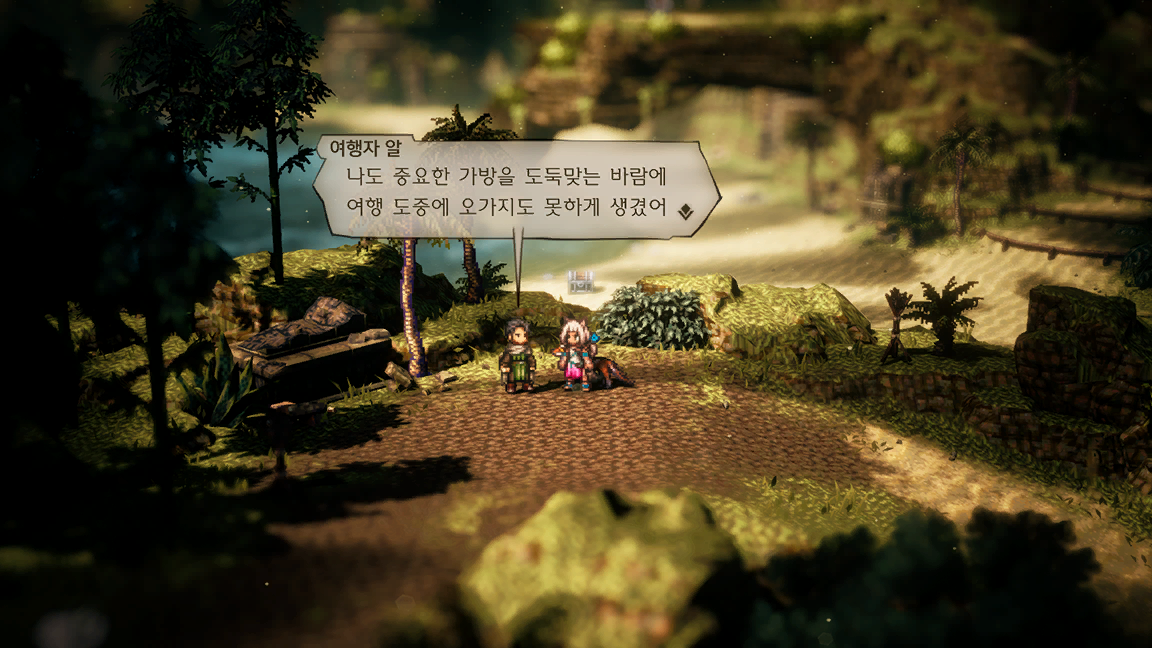 여행자 알
나도 중요한 가방을 도둑맞는 바람에
여행 도중에 오가지도 못하게 생겼어